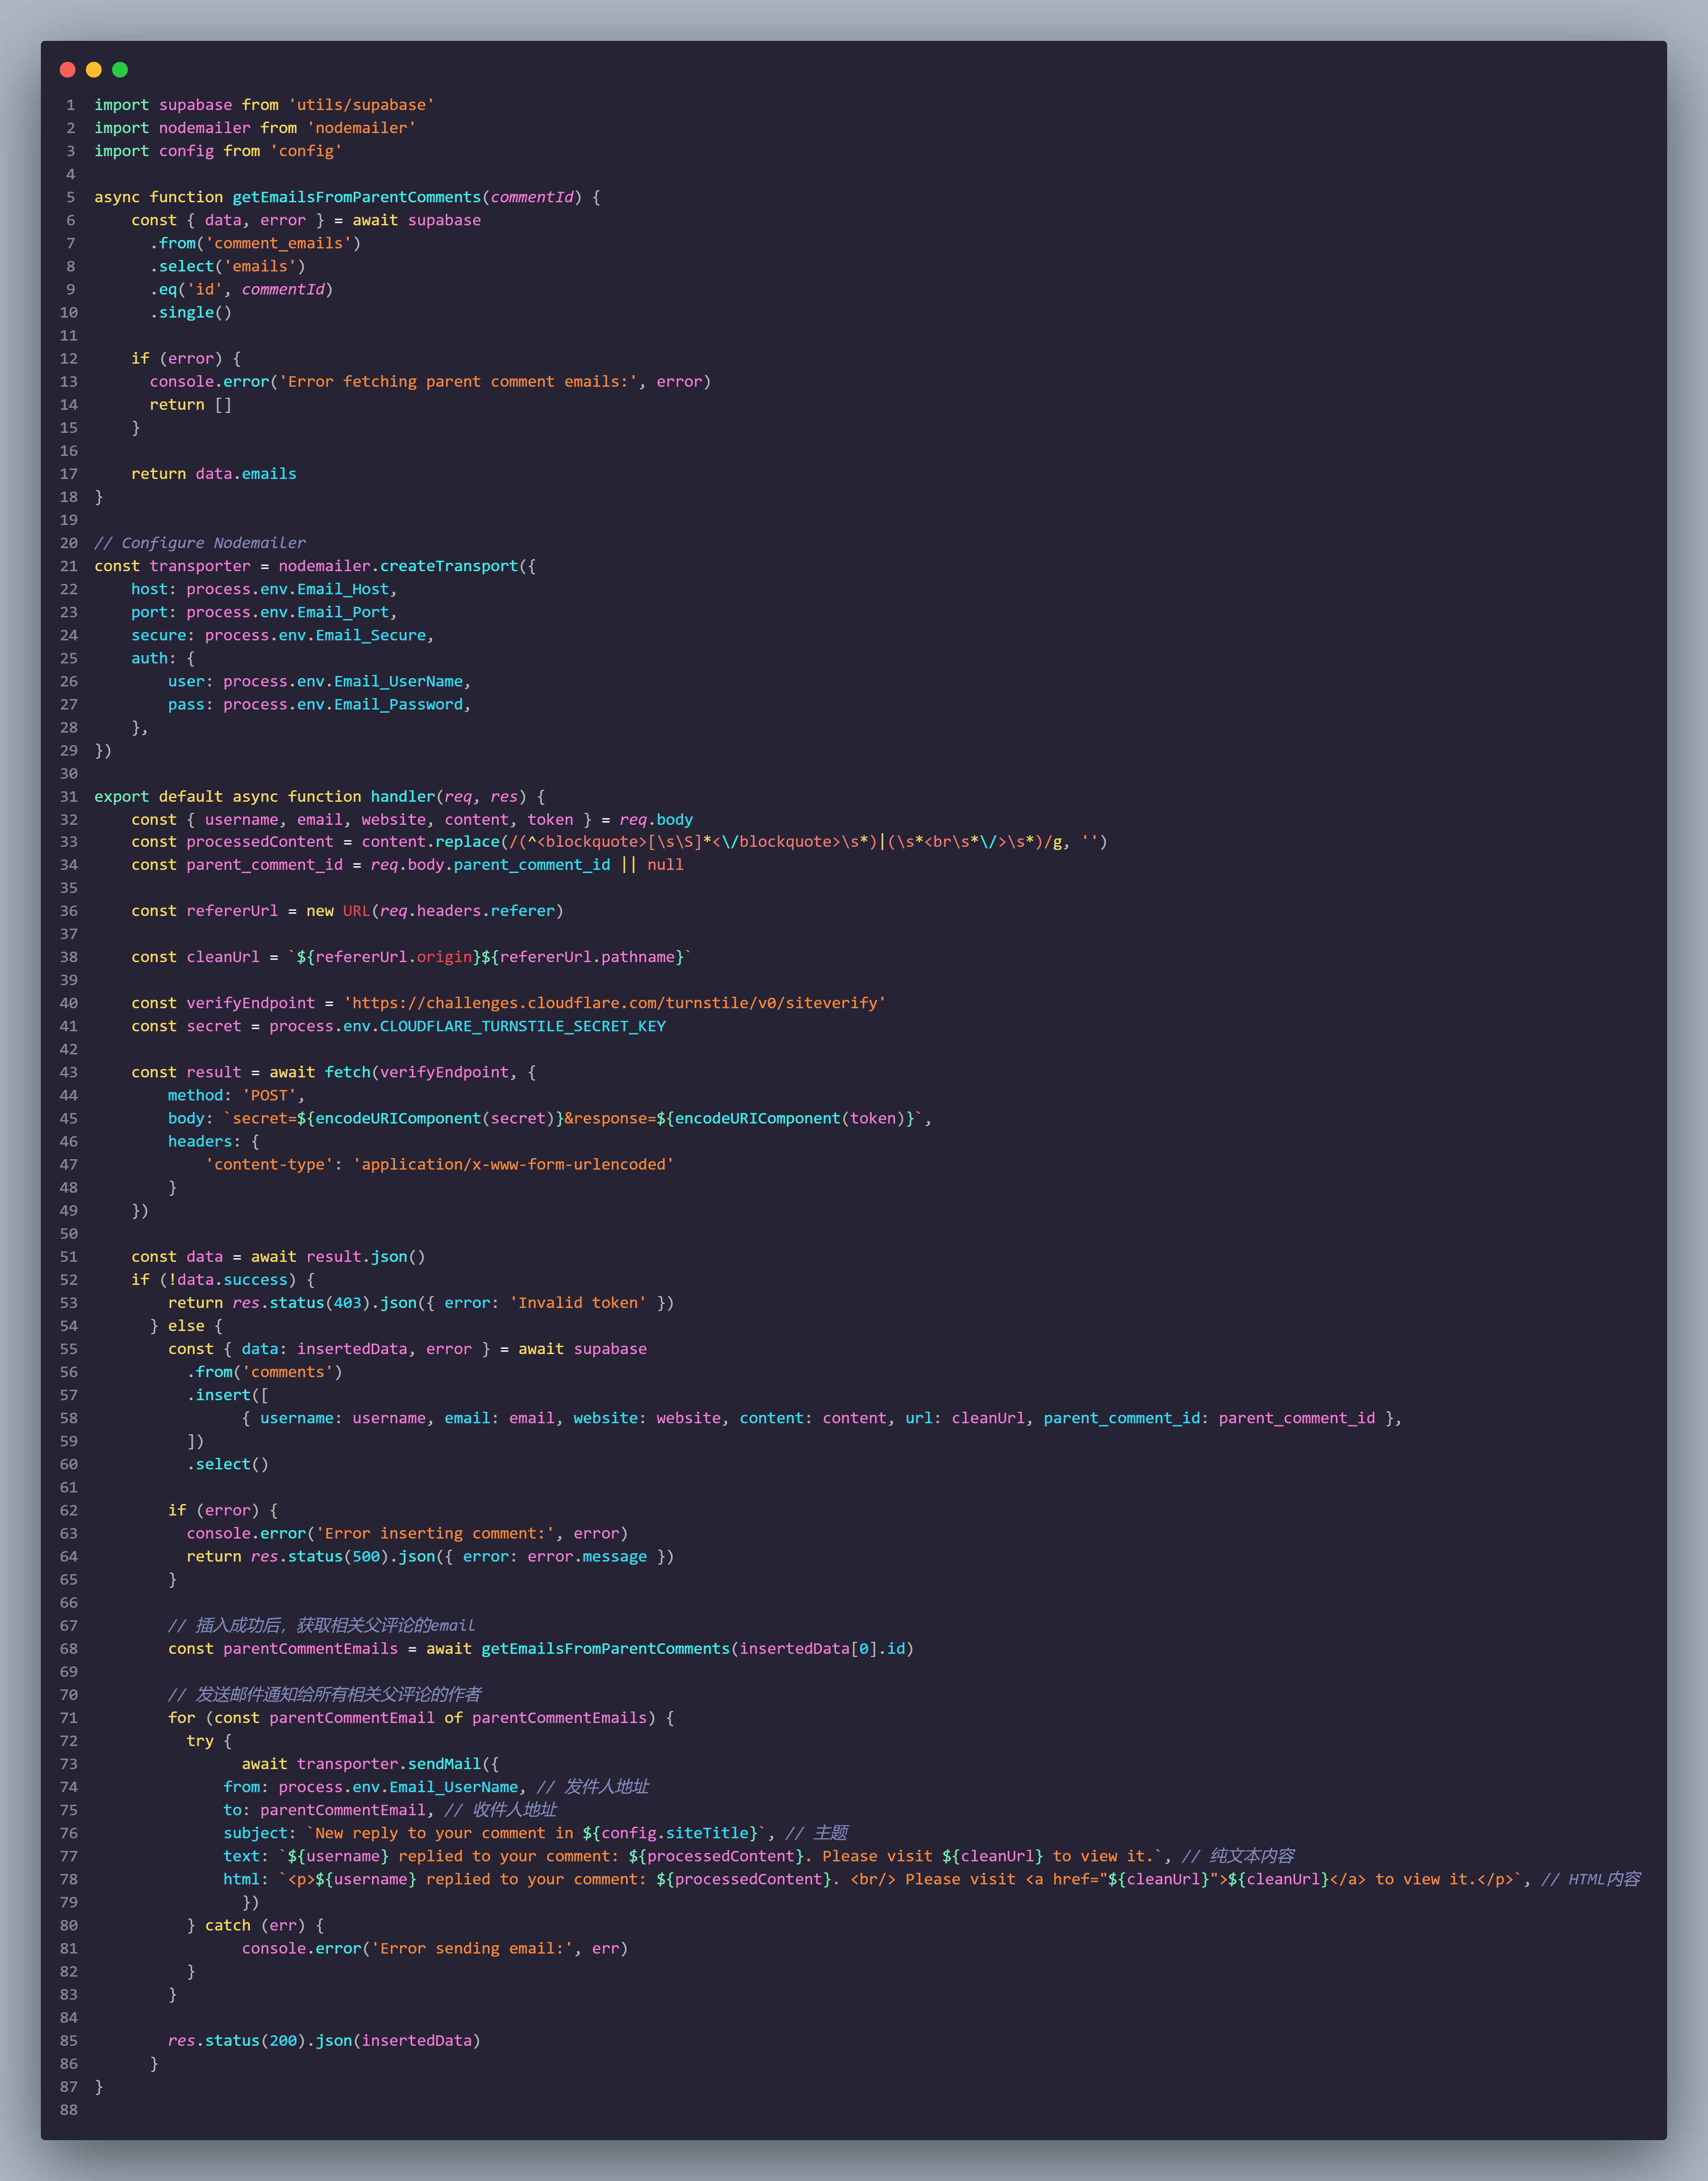 1 import supabase from 'utils/supabase'
2 import nodemailer from 'nodemailer'
3 import config from 'config'
4
5 async function getEmailsFromParentComments(commentId) {
6     const { data, error } = await supabase
7       .from('comment_emails')
8       .select('emails')
9       .eq('id', commentId)
10       .single()
11
12     if (error) {
13       console.error('Error fetching parent comment emails:', error)
14       return []
15     }
16
17     return data.emails
18 }
19
20 // Configure Nodemailer
21 const transporter = nodemailer.createTransport({
22     host: process.env.Email_Host,
23     port: process.env.Email_Port,
24     secure: process.env.Email_Secure,
25     auth: {
26         user: process.env.Email_UserName,
27         pass: process.env.Email_Password,
28     },
29 })
30
31 export default async function handler(req, res) {
32     const { username, email, website, content, token } = req.body
33     const processedContent = content.replace(/(^<blockquote>[\s\S]*<\/blockquote>\s*)|(\s*<br\s*\/>\s*)/g, '')
34     const parent_comment_id = req.body.parent_comment_id || null
35
36     const refererUrl = new URL(req.headers.referer)
37
38     const cleanUrl = `${refererUrl.origin}${refererUrl.pathname}`
39
40     const verifyEndpoint = 'https://challenges.cloudflare.com/turnstile/v0/siteverify'
41     const secret = process.env.CLOUDFLARE_TURNSTILE_SECRET_KEY
42
43     const result = await fetch(verifyEndpoint, {
44         method: 'POST',
45         body: `secret=${encodeURIComponent(secret)}&response=${encodeURIComponent(token)}`,
46         headers: {
47             'content-type': 'application/x-www-form-urlencoded'
48         }
49     })
50
51     const data = await result.json()
52     if (!data.success) {
53         return res.status(403).json({ error: 'Invalid token' })
54       } else {
55         const { data: insertedData, error } = await supabase
56           .from('comments')
57           .insert([
58                 { username: username, email: email, website: website, content: content, url: cleanUrl, parent_comment_id: parent_comment_id },
59           ])
60           .select()
61
62         if (error) {
63           console.error('Error inserting comment:', error)
64           return res.status(500).json({ error: error.message })
65         }
66
67         // 插入成功后，获取相关父评论的email
68         const parentCommentEmails = await getEmailsFromParentComments(insertedData[0].id)
69
70         // 发送邮件通知给所有相关父评论的作者
71         for (const parentCommentEmail of parentCommentEmails) {
72           try {
73                 await transporter.sendMail({
74               from: process.env.Email_UserName, // 发件人地址
75               to: parentCommentEmail, // 收件人地址
76               subject: `New reply to your comment in ${config.siteTitle}`, // 主题
77               text: `${username} replied to your comment: ${processedContent}. Please visit ${cleanUrl} to view it.`, // 纯文本内容
78               html: `<p>${username} replied to your comment: ${processedContent}. <br/> Please visit <a href="${cleanUrl}">${cleanUrl}</a> to view it.</p>`, // HTML内容
79                 })
80           } catch (err) {
81                 console.error('Error sending email:', err)
82           }
83         }
84
85         res.status(200).json(insertedData)
86       }
87 }
88